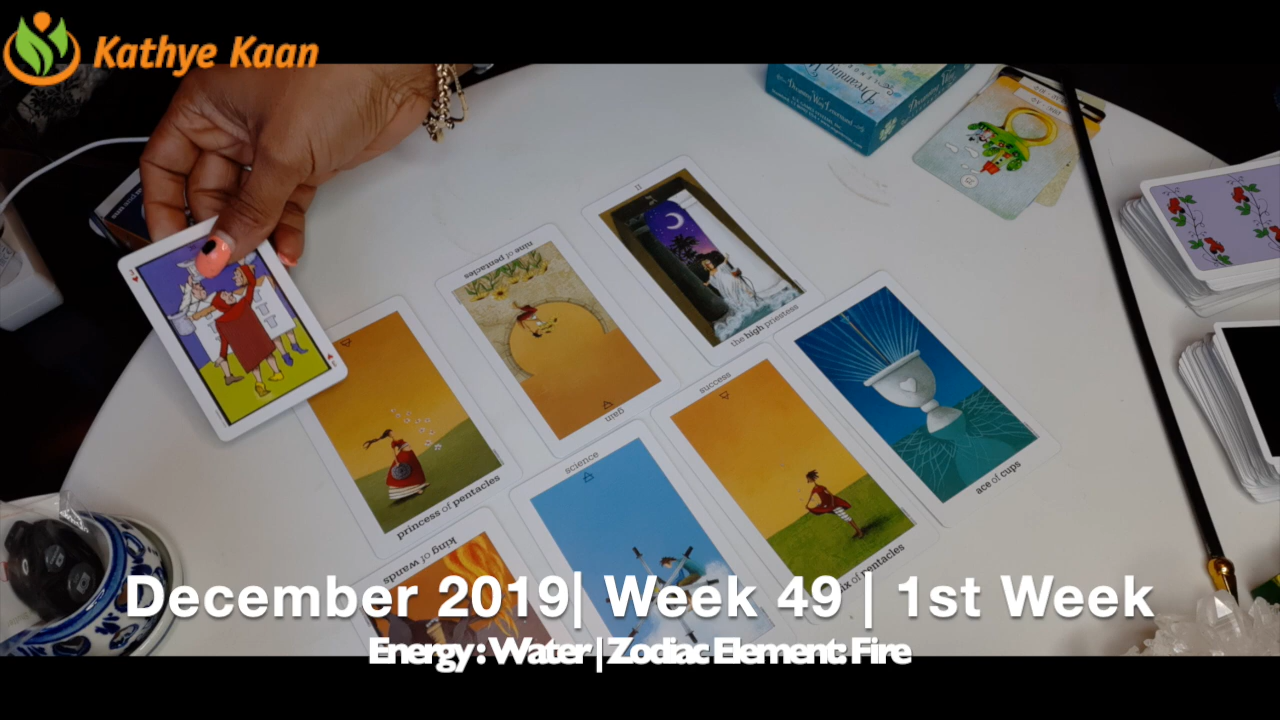 Kathye Kaan
II
nine of pentacles
the high priestess
success
gain
science
princess of pentacles
ace of cups
king of wands
of pentacles
December 2019| Week 49 | 1st Week
Energy : Water | Zodiac Element: Fire